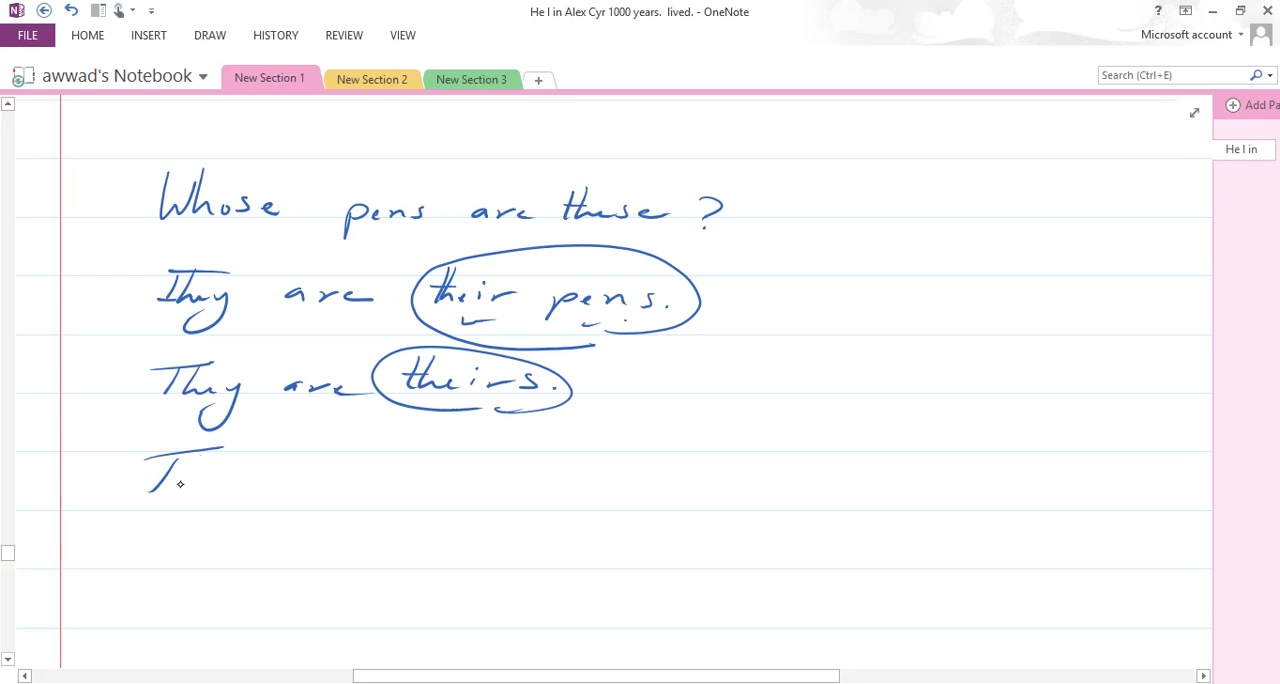 He I in Alex Cyr 1000 years. lived. - OneNote
FILE HOME INSERT DRAW HISTORY REVIEW VIEW
Microsoft account
awwad's Notebook New Section 1 New Section 2 New Section 3
Search (Ctrl+E)
Add Pa
He I in
Whose pens are these ?
They are their pens.
They are theirs.
T